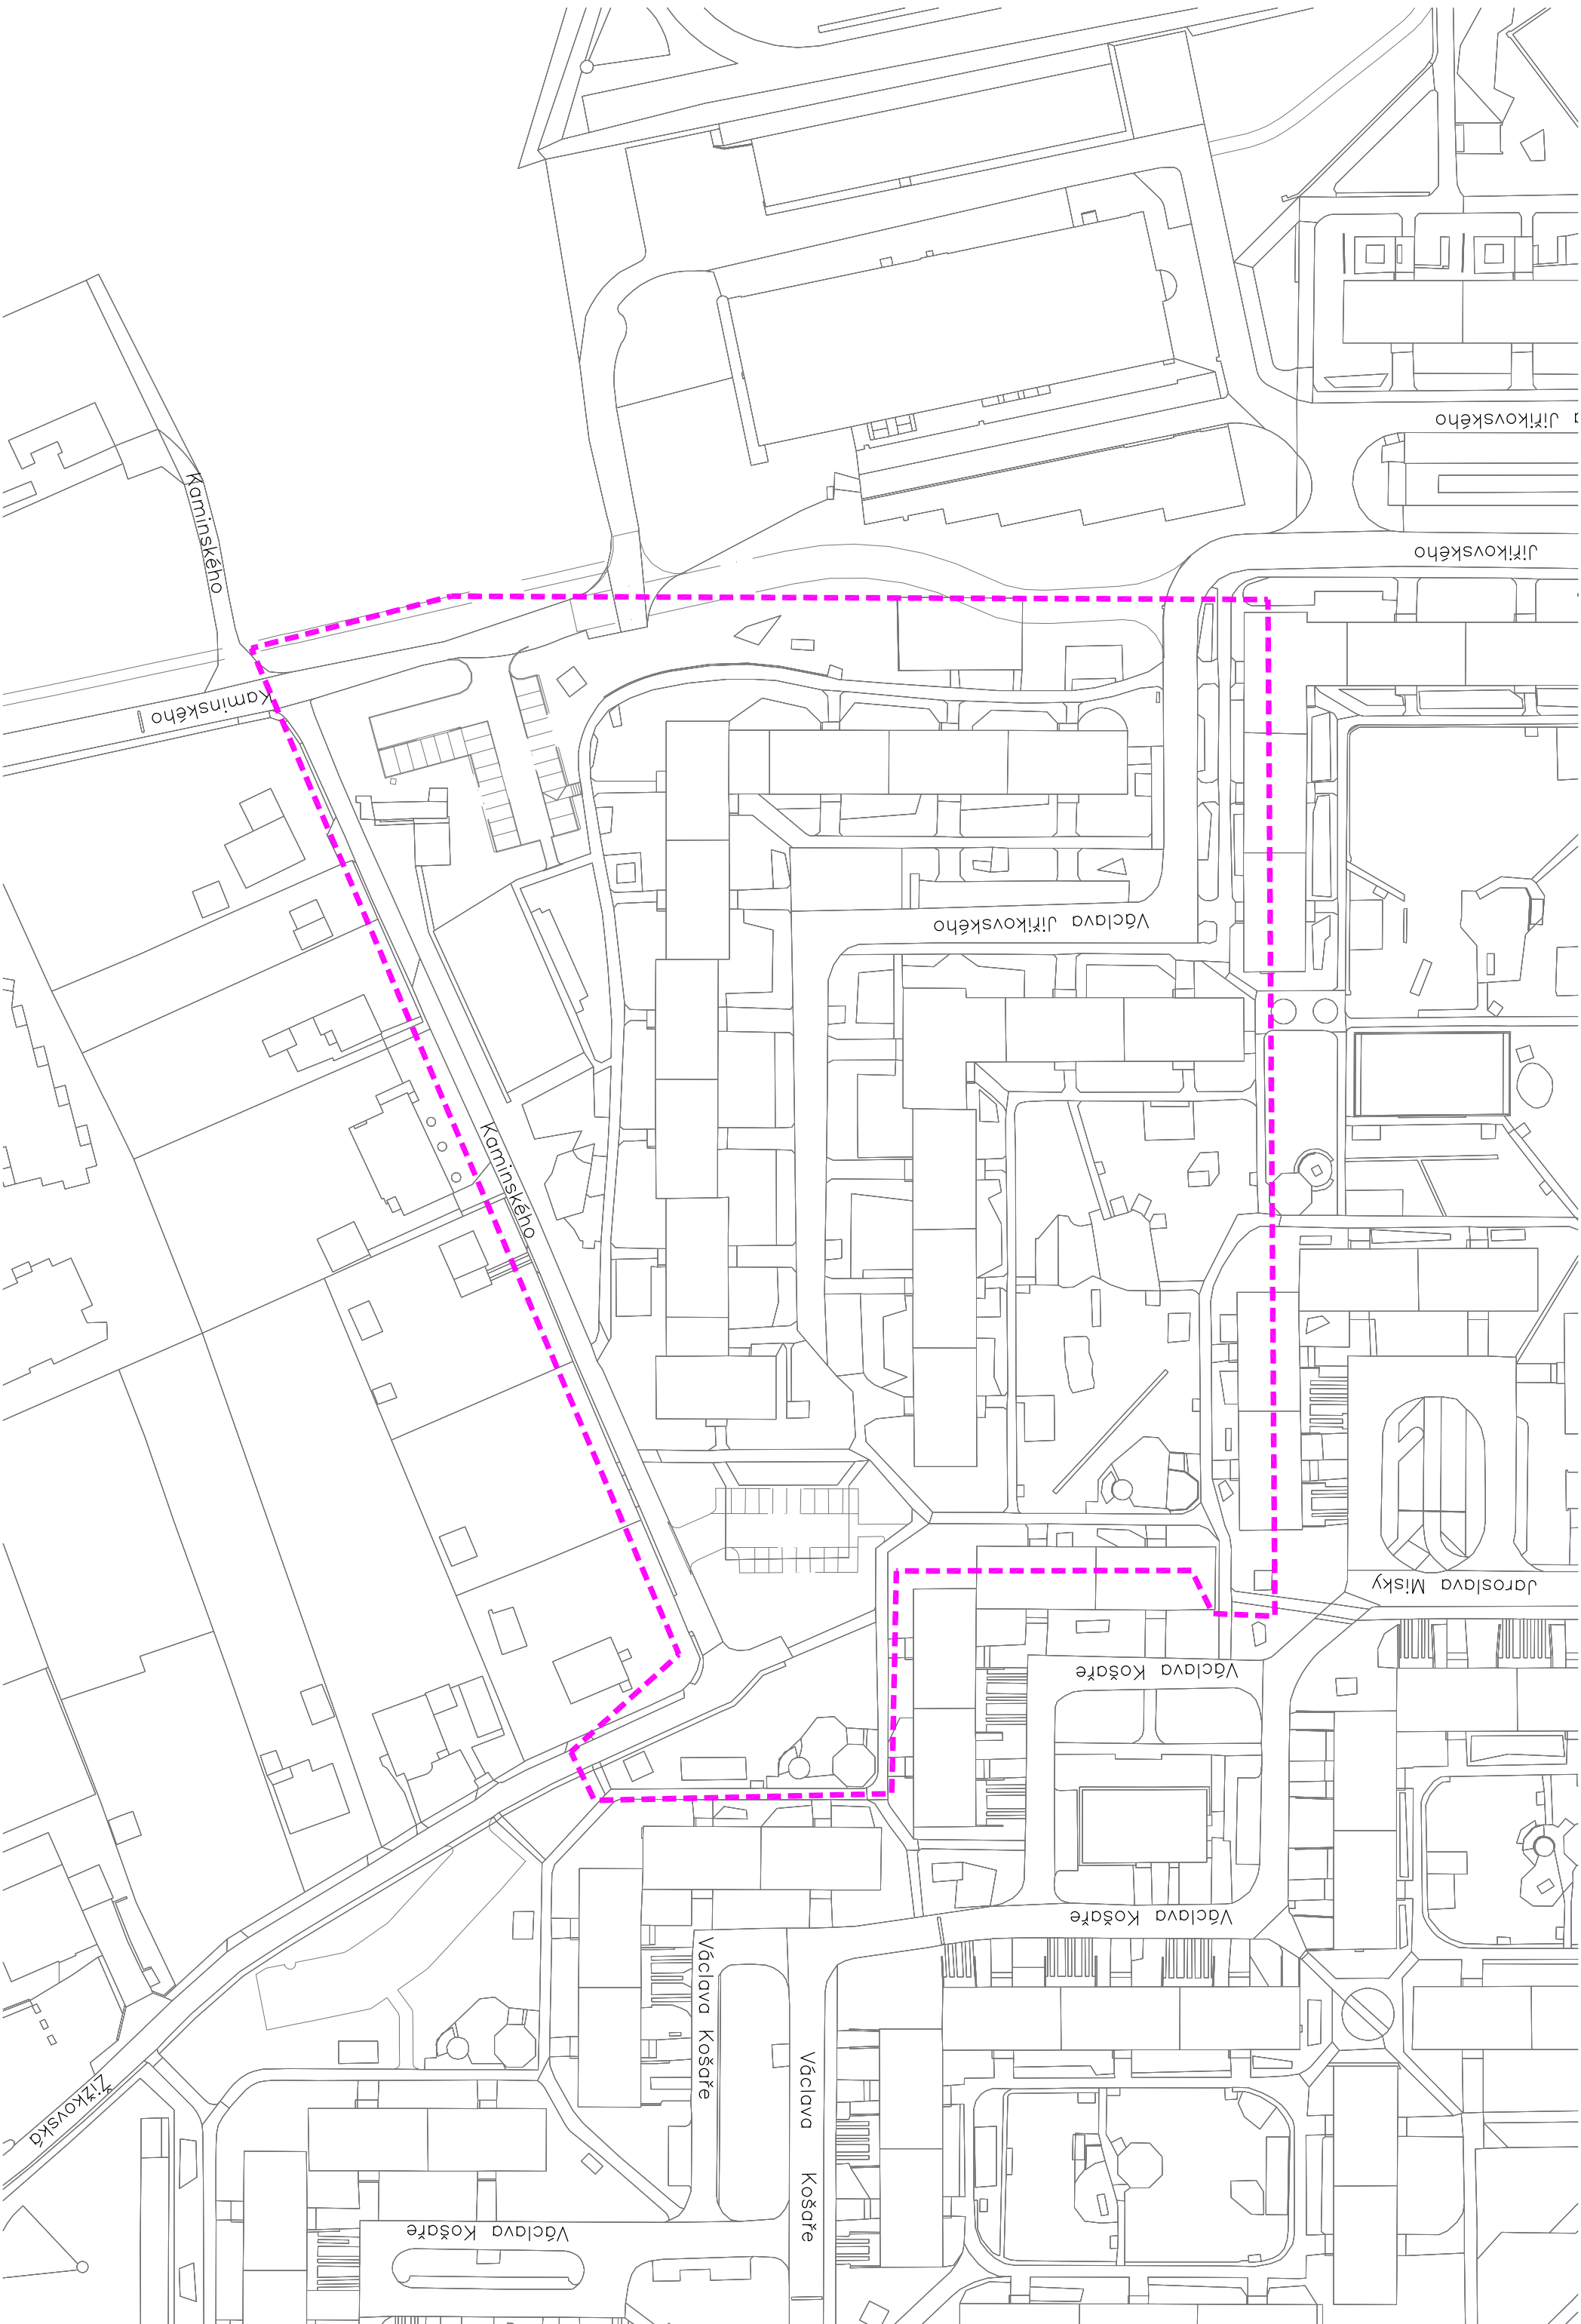 a Jiříkovského
Kaminského
Jiříkovského
Kaminského
Václava Jiříkovského
Kaminského
Jaroslava Misky
Václava Košaře
Václava Košaře
Václava Košaře
Václava Košaře
Žižkovská
Václava Košaře